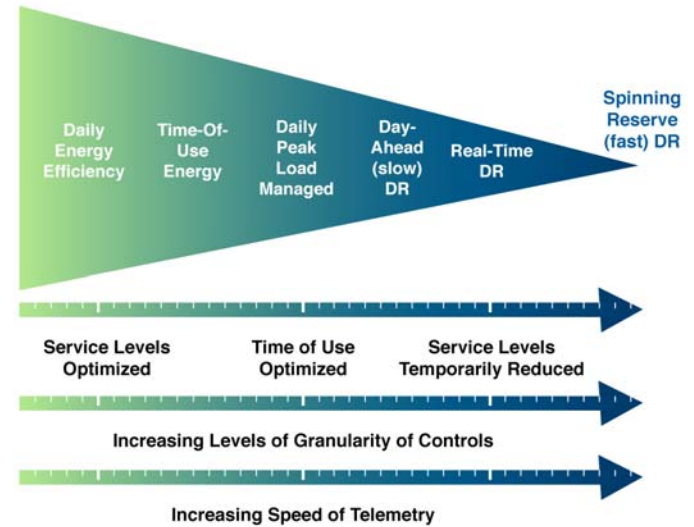 Daily
Energy
Efficiency
Time-Of-
Use
Energy
Daily
Peak
Load
Managed
Day-
Ahead
(slow)
DR
Real-Time
DR
Spinning
Reserve
(fast) DR
Service Levels
Optimized
Time of Use
Optimized
Service Levels
Temporarily Reduced
Increasing Levels of Granularity of Controls
Increasing Speed of Telemetry